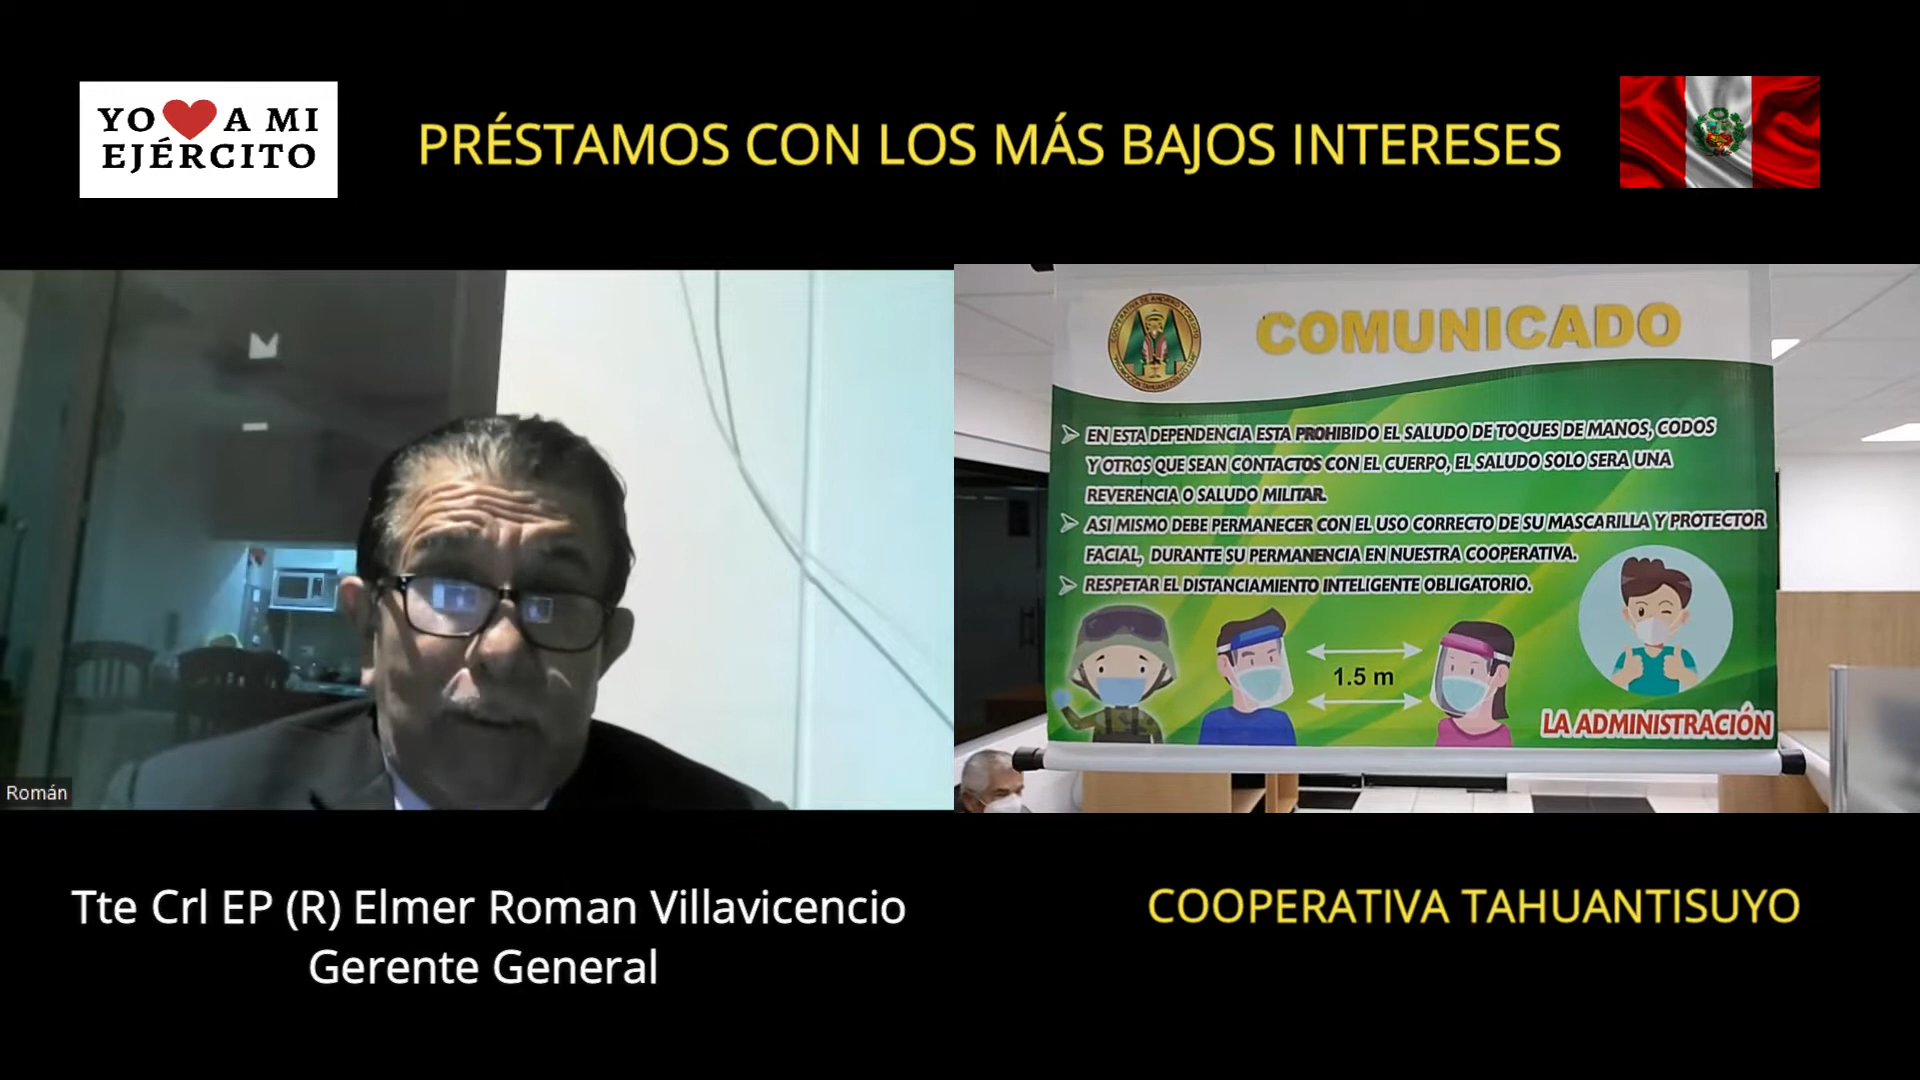 YO A MI
EJÉRCITO
PRÉSTAMOS CON LOS MÁS BAJOS INTERESES
COMUNICADO
EN ESTA DEPENDENCIA ESTA PROHIBIDO EL SALUDO DE TOQUES DE MANOS, CODOS
Y OTROS QUE SEAN CONTACTOS CON EL CUERPO, EL SALUDO SOLO SERA UNA
REVERENCIA O SALUDO MILITAR.
ASI MISMO DEBE PERMANECER CON EL USO CORRECTO DE SU MASCARILLA Y PROTECTOR
FACIAL, DURANTE SU PERMANENCIA EN NUESTRA COOPERATIVA.
RESPETAR EL DISTANCIAMIENTO INTELIGENTE OBLIGATORIO.
1.5 m
LA ADMINISTRACIÓN
Román
Tte Crl EP (R) Elmer Roman Villavicencio
Gerente General
COOPERATIVA TAHUANTISUYO